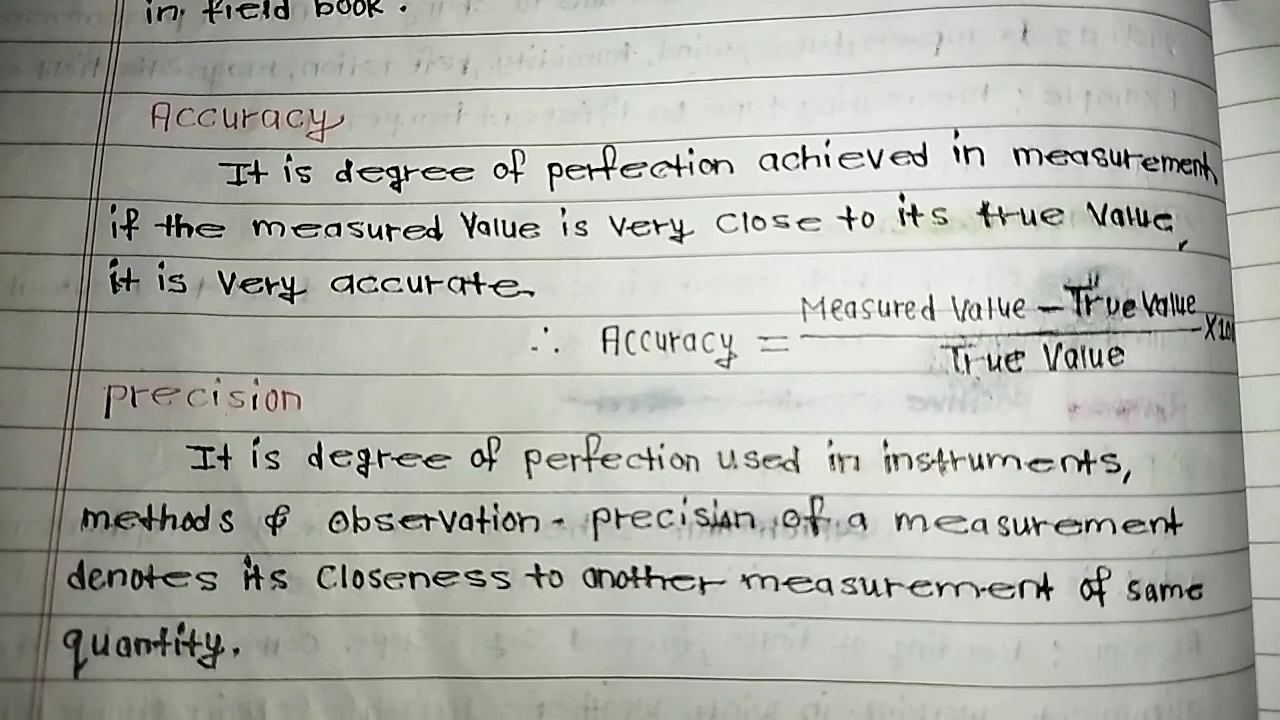 in field book.
Accuracy
It is degree of perfection achieved in measurement,
if the measured value is very close to its true value,
it is very accurate.
∴ Accuracy = Measured value - True value / True value ×100
precision
It is degree of perfection used in instruments,
methods & observation. precision of a measurement
denotes its closeness to another measurement of same
quantity.